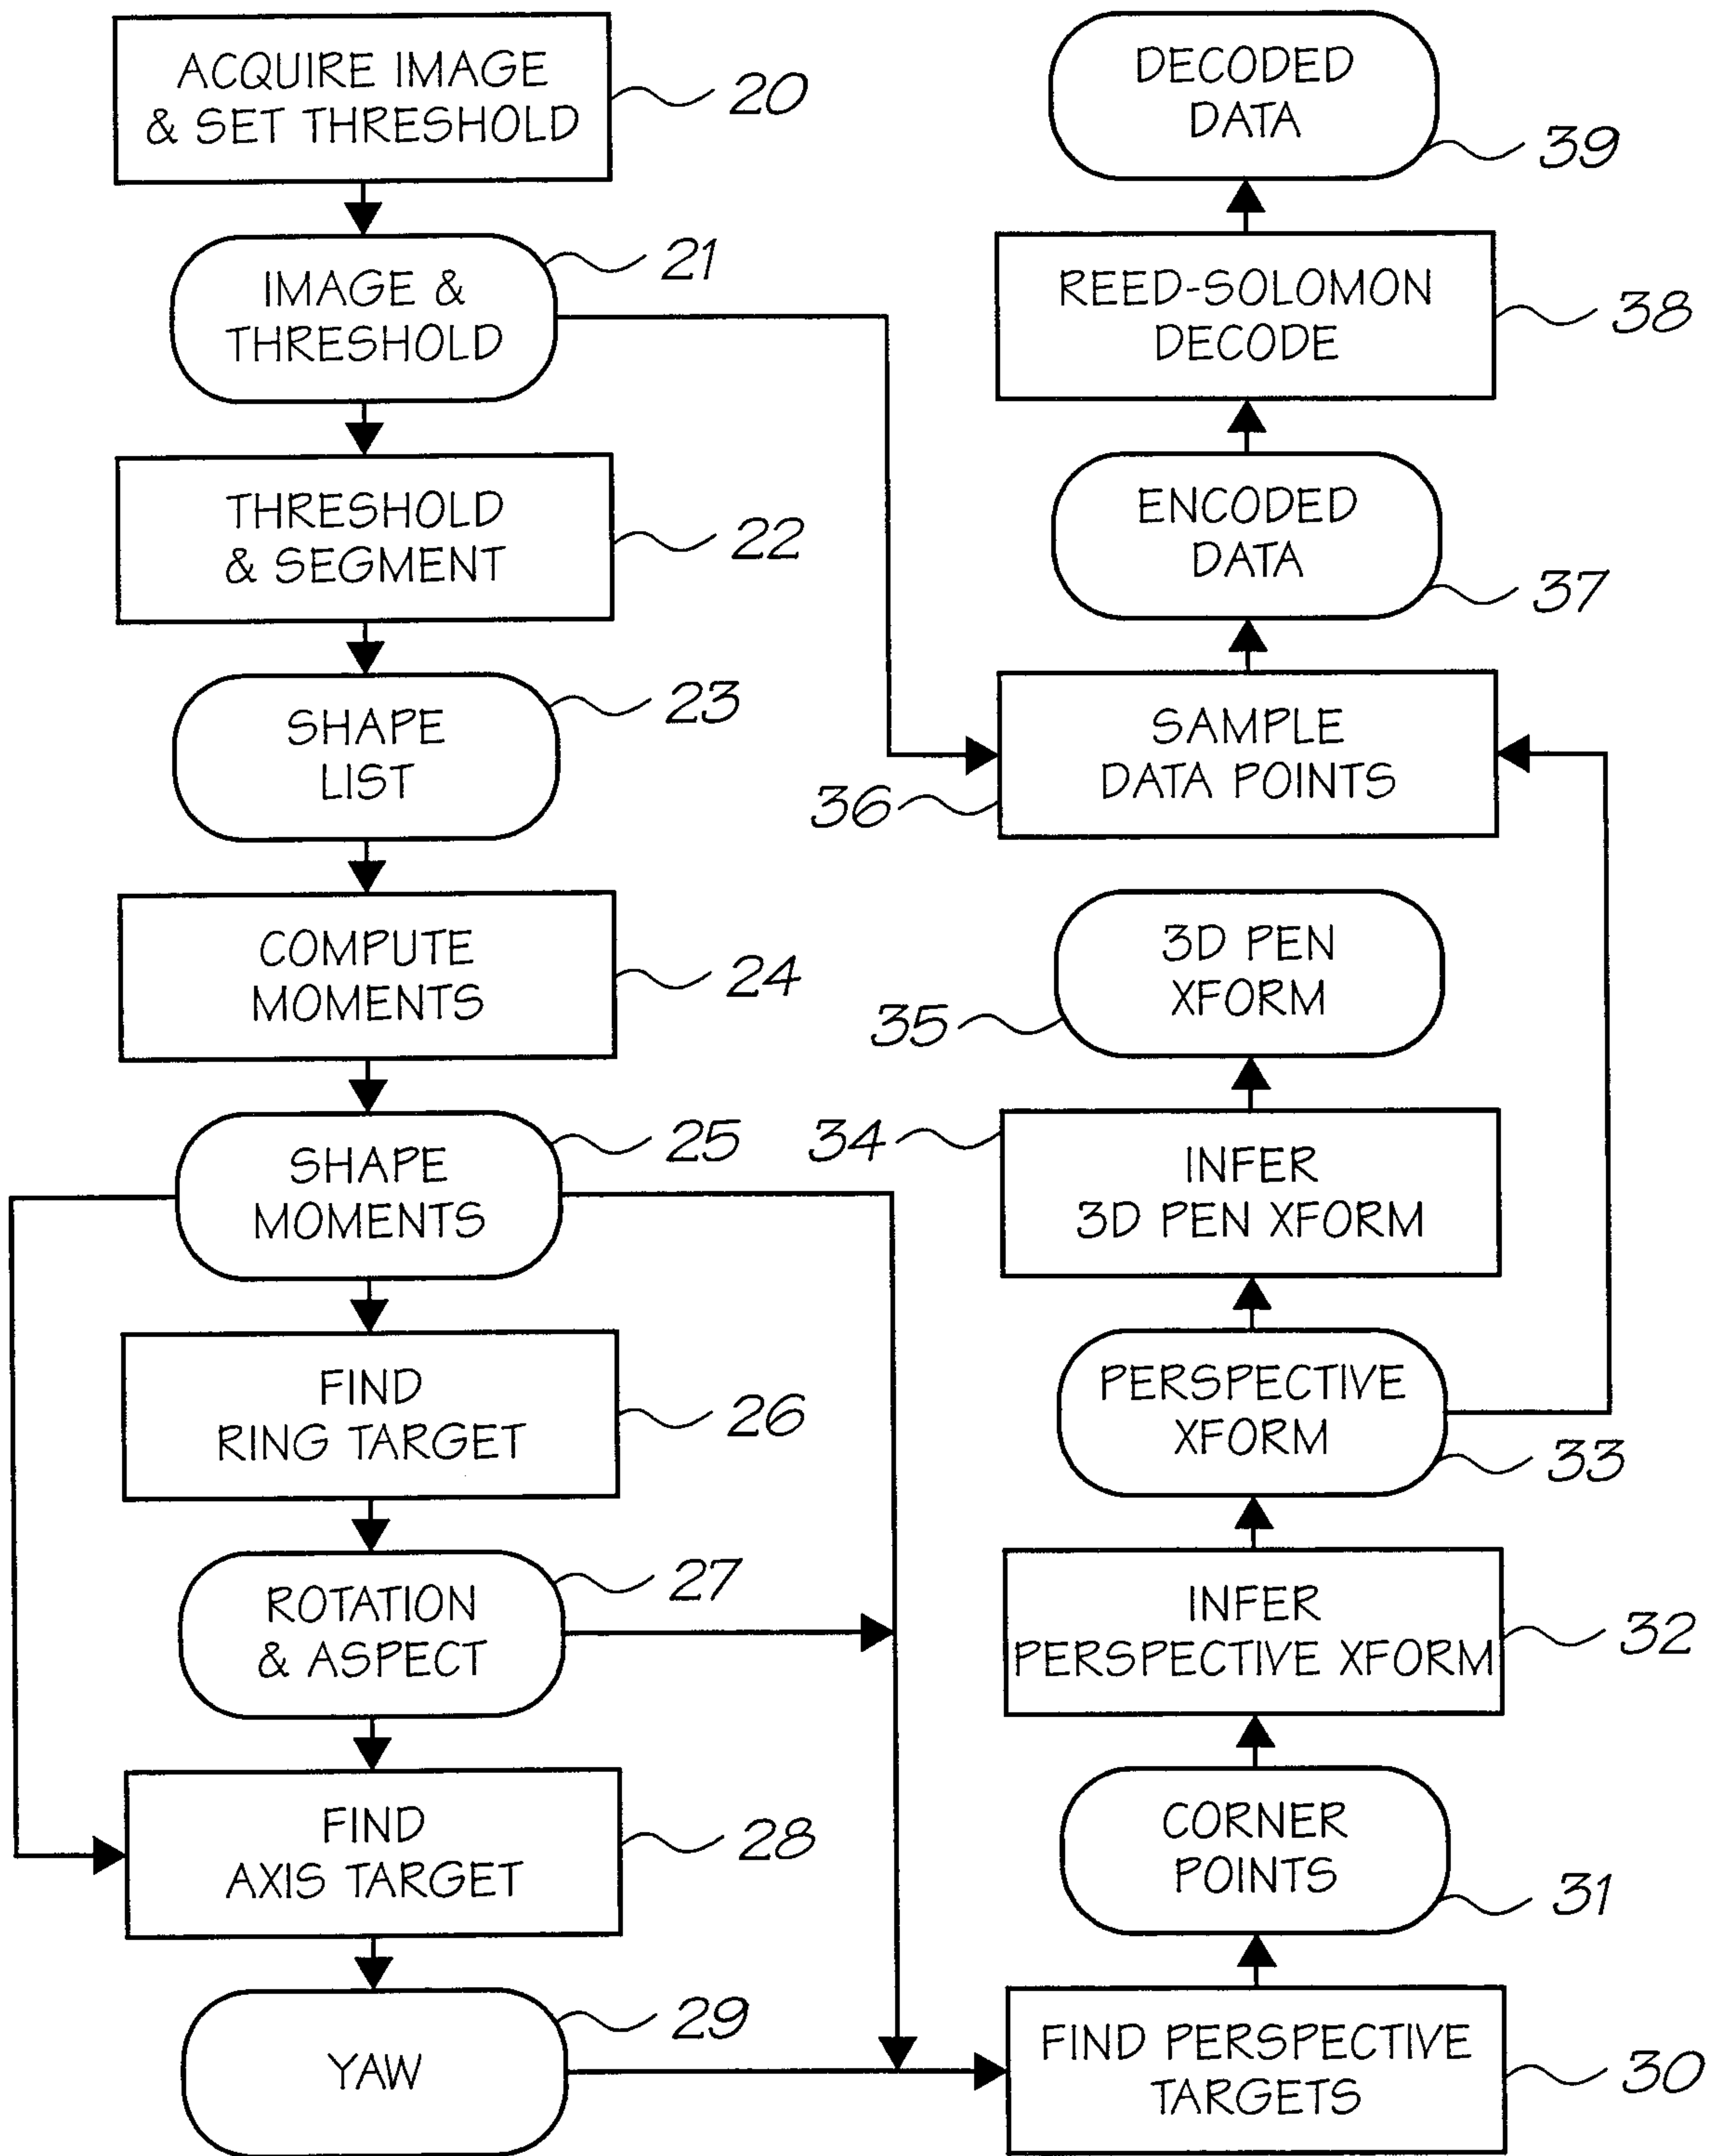 ACQUIRE IMAGE
& SET THRESHOLD
20
IMAGE &
THRESHOLD
21
THRESHOLD
& SEGMENT
22
SHAPE
LIST
23
COMPUTE
MOMENTS
24
SHAPE
MOMENTS
25
FIND
RING TARGET
26
ROTATION
& ASPECT
27
FIND
AXIS TARGET
28
YAW
29
DECODED
DATA
39
REED-SOLOMON
DECODE
38
ENCODED
DATA
37
SAMPLE
DATA POINTS
36
3D PEN
XFORM
35
INFER
3D PEN XFORM
34
PERSPECTIVE
XFORM
33
INFER
PERSPECTIVE XFORM
32
CORNER
POINTS
31
FIND PERSPECTIVE
TARGETS
30